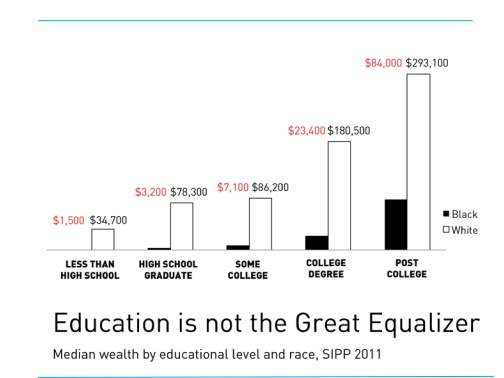 $84,000 $293,100
$23,400 $180,500
$3,200 $78,300
$7,100 $86,200
$1,500 $34,700
Black
White
LESS THAN
HIGH SCHOOL
HIGH SCHOOL
GRADUATE
SOME
COLLEGE
COLLEGE
DEGREE
POST
COLLEGE
Education is not the Great Equalizer
Median wealth by educational level and race, SIPP 2011